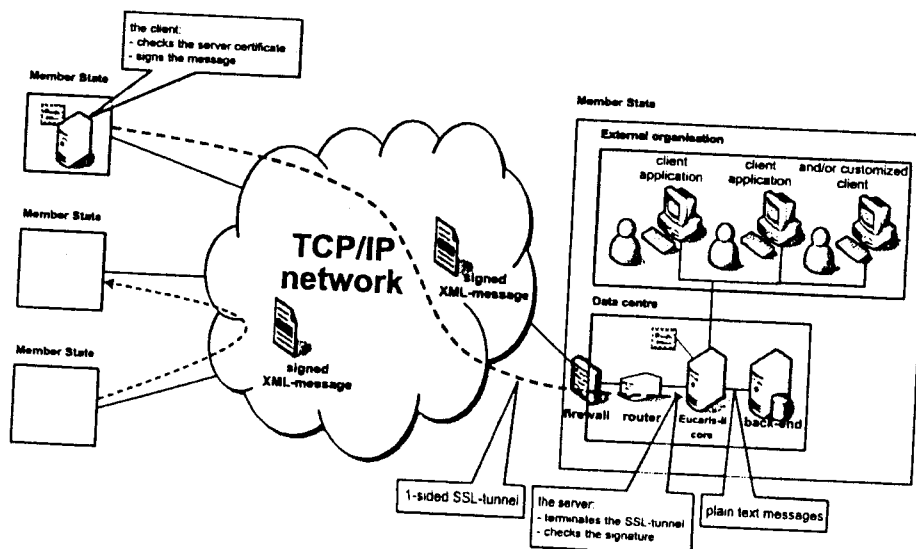 the client:
- checks the server certificate
- signs the message
Member State
Member State
External organisation
client
application
client
application
and/or customized
client
Member State
TCP/IP
network
signed
XML-message
signed
XML-message
Data centre
Member State
firewall
router
Eucaris-II
core
back-end
1-sided SSL-tunnel
the server:
- terminates the SSL-tunnel
- checks the signature
plain text messages